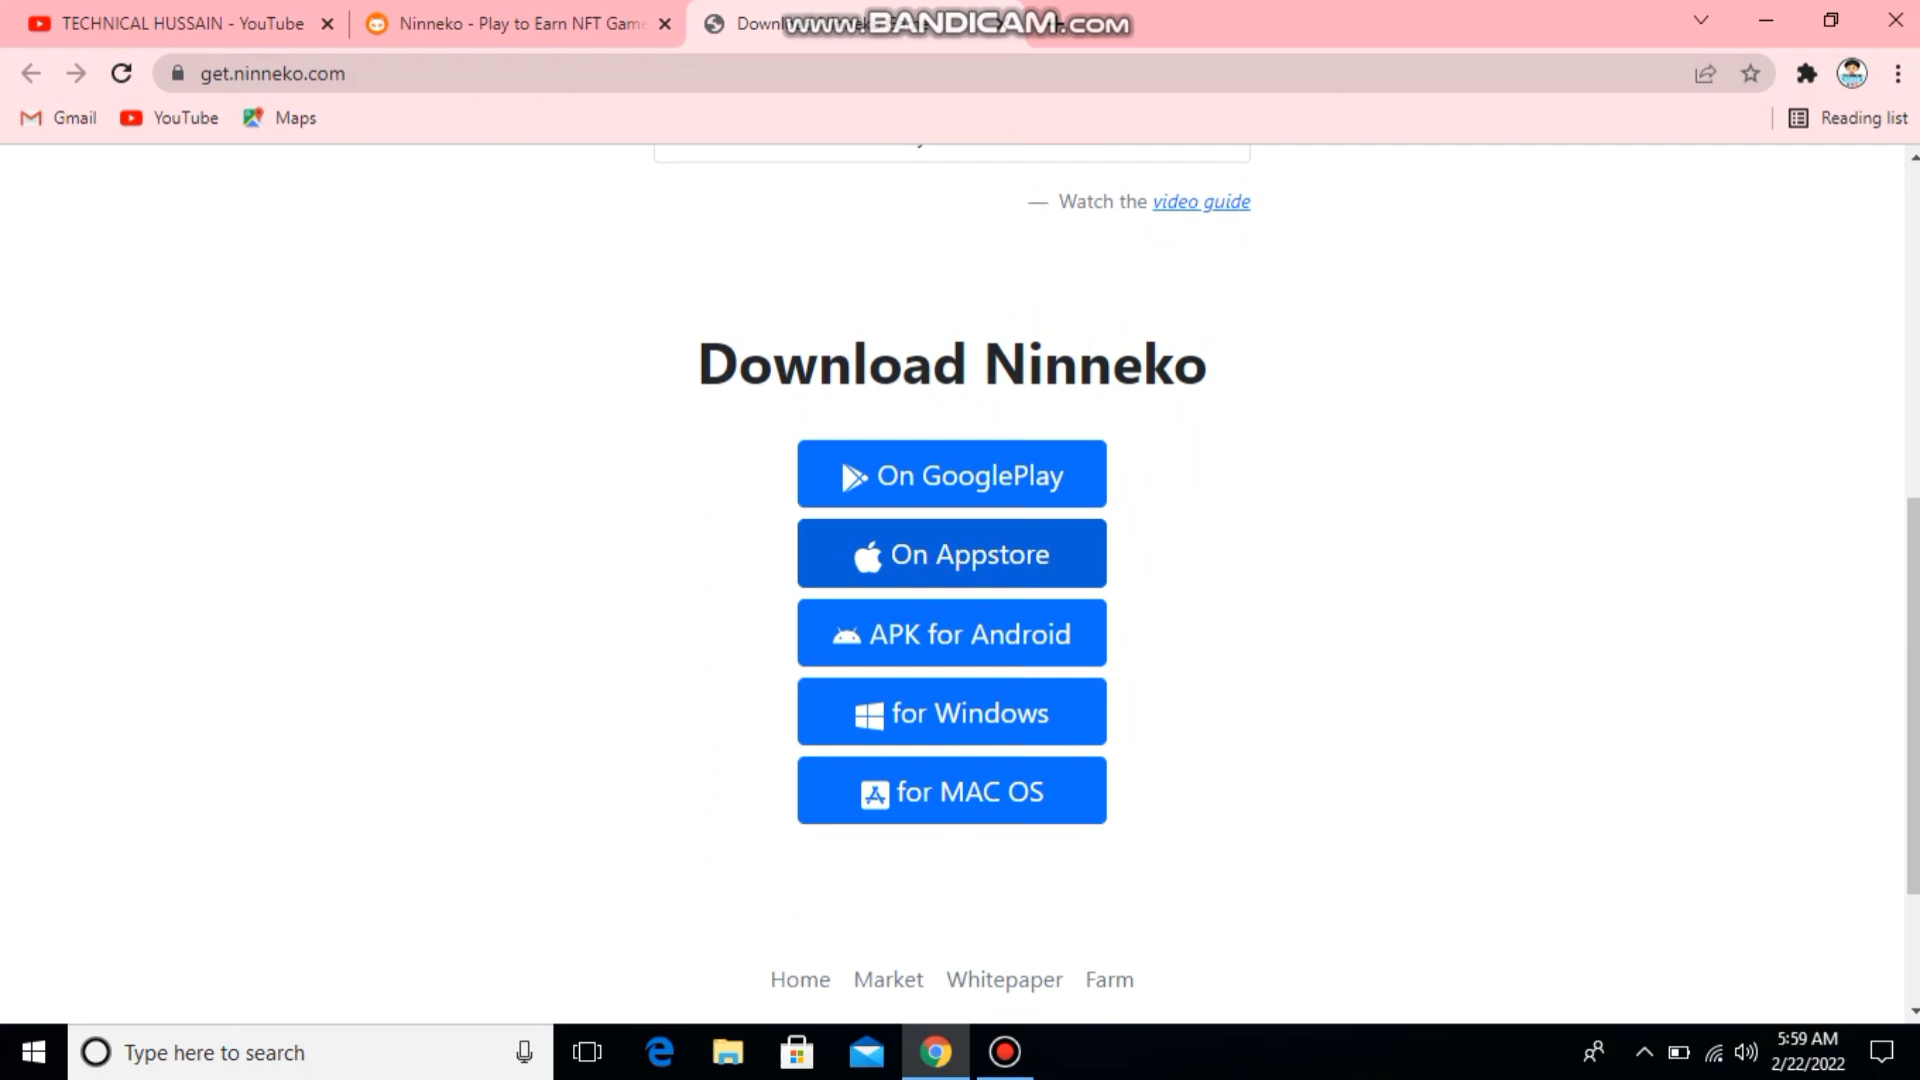 TECHNICAL HUSSAIN - YouTube
Ninneko - Play to Earn NFT Game
www.BANDICAM.com
get.ninneko.com
Gmail
YouTube
Maps
Reading list
— Watch the video guide
Download Ninneko
On GooglePlay
On Appstore
APK for Android
for Windows
for MAC OS
Home Market Whitepaper Farm
Type here to search
5:59 AM
2/22/2022